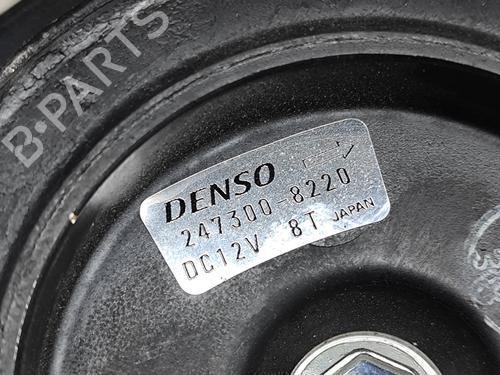 B-PARTS
DENSO
247300-8220
DC12V 8T JAPAN